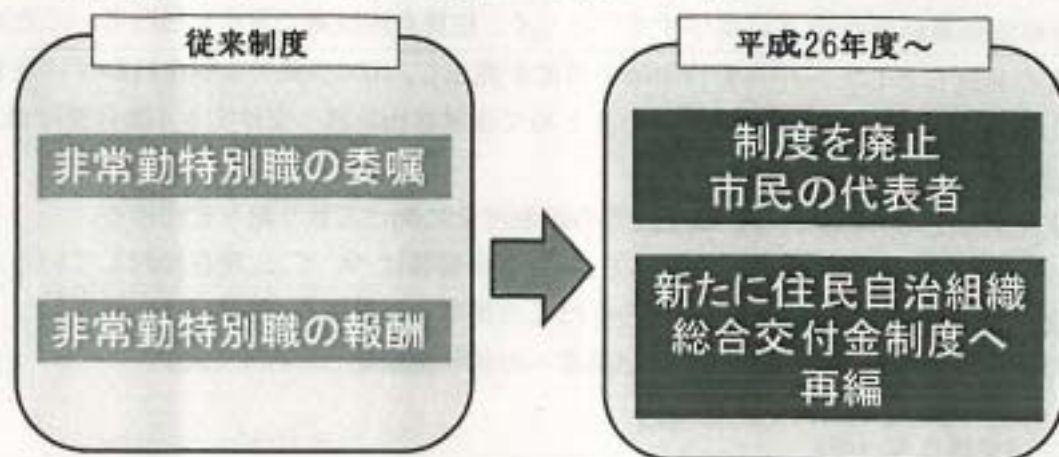 従来制度
非常勤特別職の委嘱
非常勤特別職の報酬
平成26年度~
制度を廃止
市民の代表者
新たに住民自治組織
総合交付金制度へ
再編